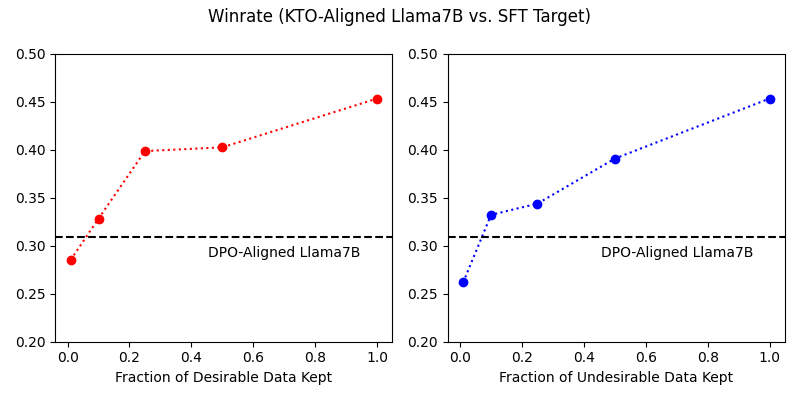 Winrate (KTO-Aligned Llama7B vs. SFT Target)
0.50
0.45
0.40
0.35
0.30
0.25
0.20
DPO-Aligned Llama7B
0.0 0.2 0.4 0.6 0.8 1.0
Fraction of Desirable Data Kept
0.50
0.45
0.40
0.35
0.30
0.25
0.20
DPO-Aligned Llama7B
0.0 0.2 0.4 0.6 0.8 1.0
Fraction of Undesirable Data Kept